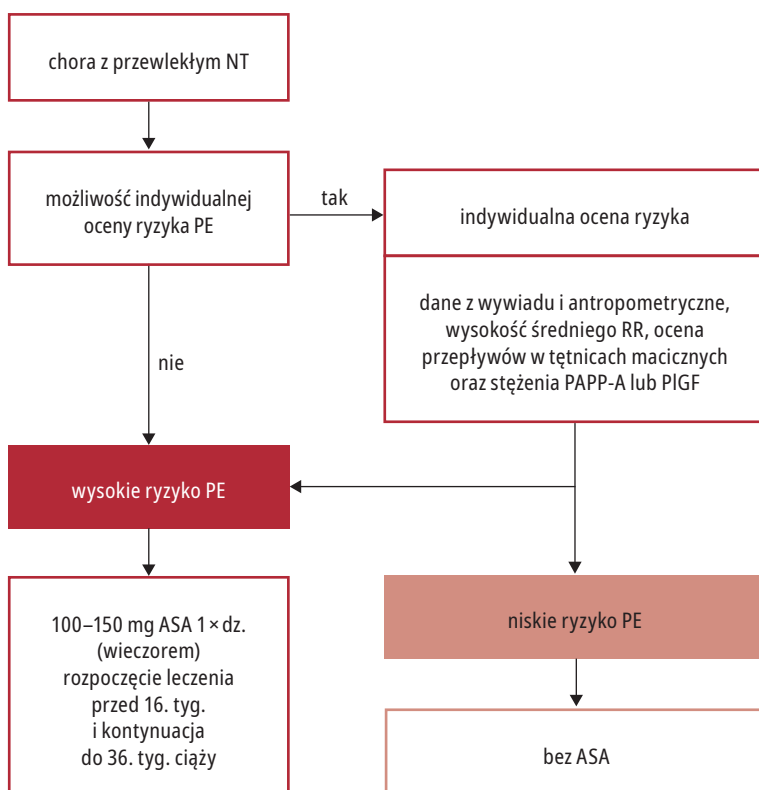 chora z przewlekłym NT
możliwość indywidualnej
oceny ryzyka PE
tak
indywidualna ocena ryzyka
dane z wywiadu i antropometryczne,
wysokość średniego RR, ocena
przepływów w tętnicach macicznych
oraz stężenia PAPP-A lub PlGF
nie
wysokie ryzyko PE
100–150 mg ASA 1 × dz.
(wieczorem)
rozpoczęcie leczenia
przed 16. tyg.
i kontynuacja
do 36. tyg. ciąży
niskie ryzyko PE
bez ASA